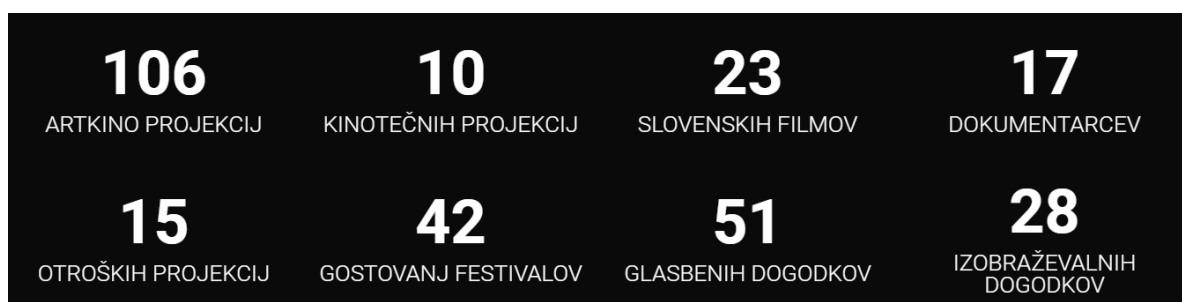 106
ARTKINO PROJEKCIJ
10
KINOTEČNIH PROJEKCIJ
23
SLOVENSKIH FILMOV
17
DOKUMENTARCEV
15
OTROŠKIH PROJEKCIJ
42
GOSTOVANJ FESTIVALOV
51
GLASBENIH DOGODKOV
28
IZOBRAŽEVALNIH
DOGODKOV